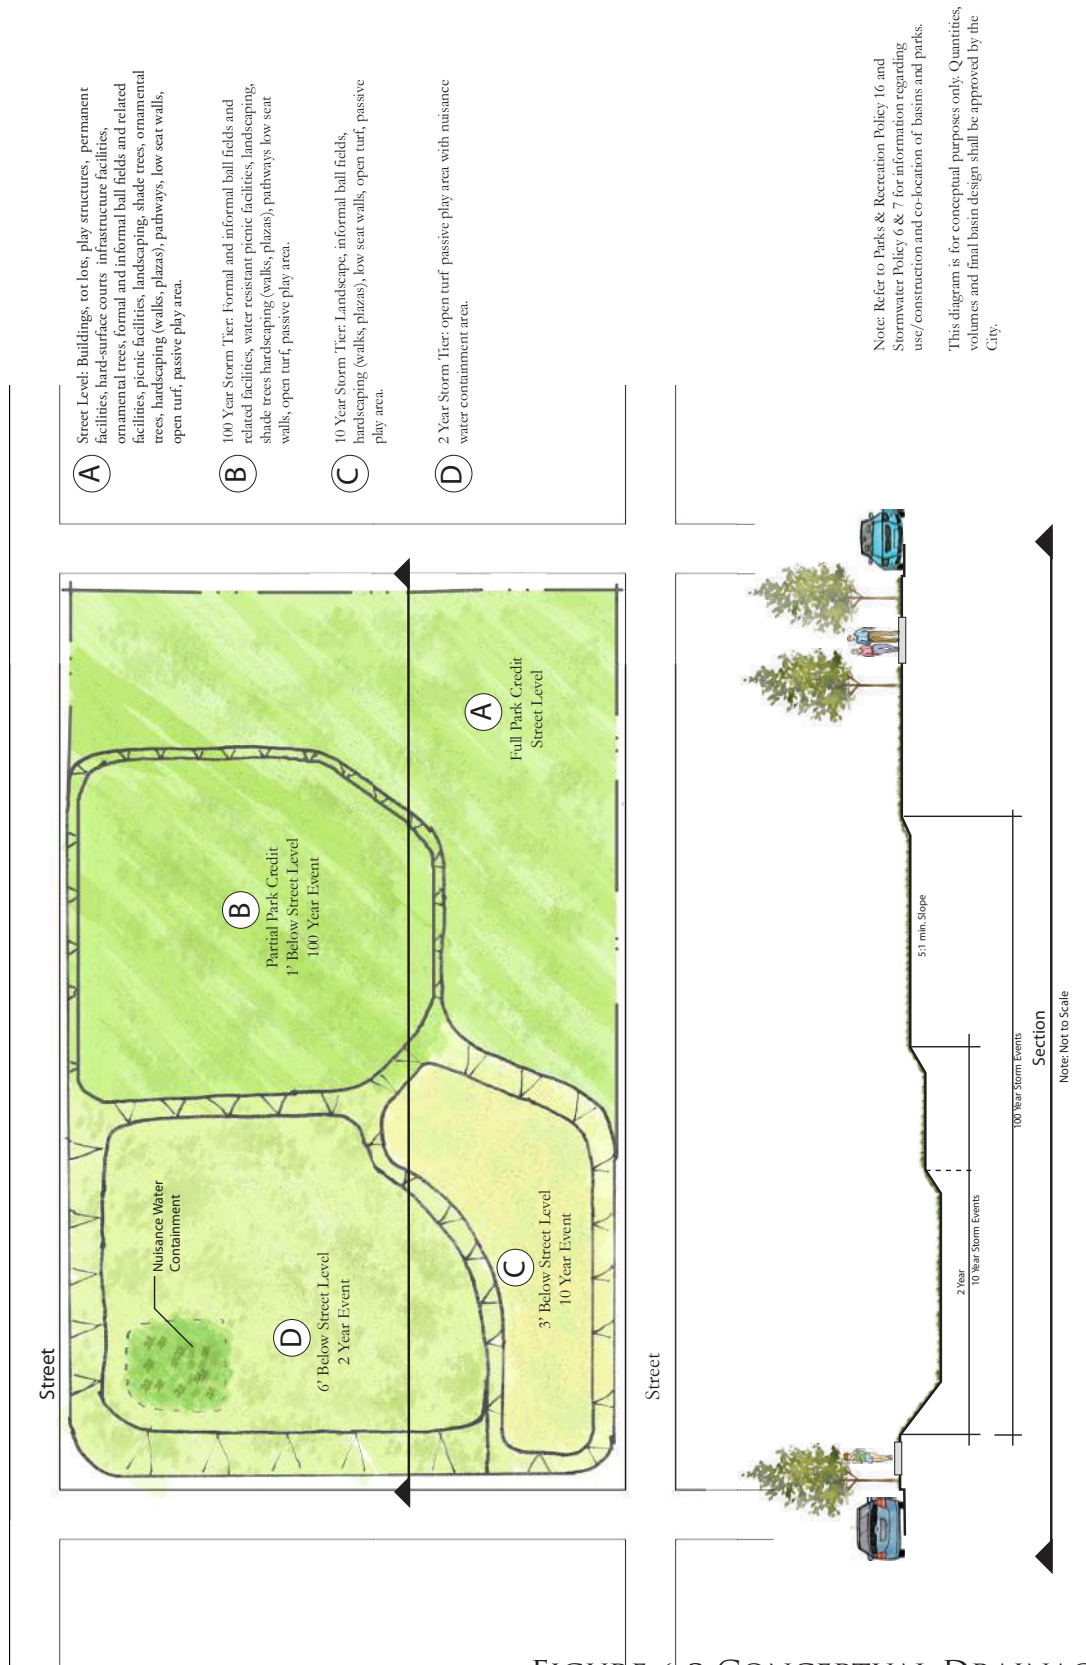 Street
Nuisance Water
Containment
D
6' Below Street Level
2 Year Event
B
Partial Park Credit
1' Below Street Level
100 Year Event
C
3' Below Street Level
10 Year Event
A
Full Park Credit
Street Level
Street
A
Street Level: Buildings, tot lots, play structures, permanent
facilities, hard-surface courts infrastructure facilities,
ornamental trees, formal and informal ball fields and related
facilities, picnic facilities, landscaping, shade trees, ornamental
trees, hardscaping (walks, plazas), pathways, low seat walls,
open turf, passive play area.
B
100 Year Storm Tier: Formal and informal ball fields and
related facilities, water resistant picnic facilities, landscaping,
shade trees hardscaping (walks, plazas), pathways low seat
walls, open turf, passive play area.
C
10 Year Storm Tier: Landscape, informal ball fields,
hardscaping (walks, plazas), low seat walls, open turf, passive
play area.
D
2 Year Storm Tier: open turf passive play area with nuisance
water containment area.
5:1 min. Slope
2 Year
10 Year Storm Events
100 Year Storm Events
Section
Note: Not to Scale
Note: Refer to Parks & Recreation Policy 16 and
Stormwater Policy 6 & 7 for information regarding
use/construction and co-location of basins and parks.
This diagram is for conceptual purposes only. Quantities,
volumes and final basin design shall be approved by the
City.